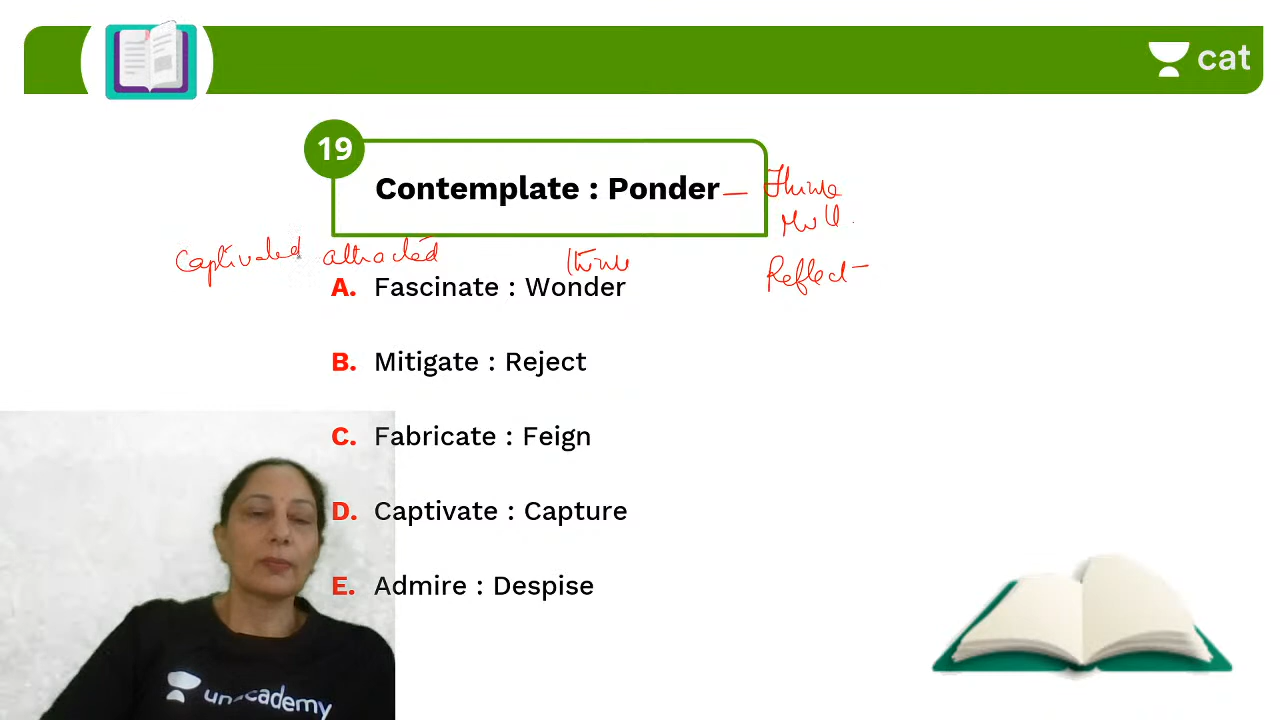 cat
19
Contemplate : Ponder - Think
Mull
Reflect
Captivated attracted Think
A. Fascinate : Wonder
B. Mitigate : Reject
C. Fabricate : Feign
D. Captivate : Capture
E. Admire : Despise
unacademy